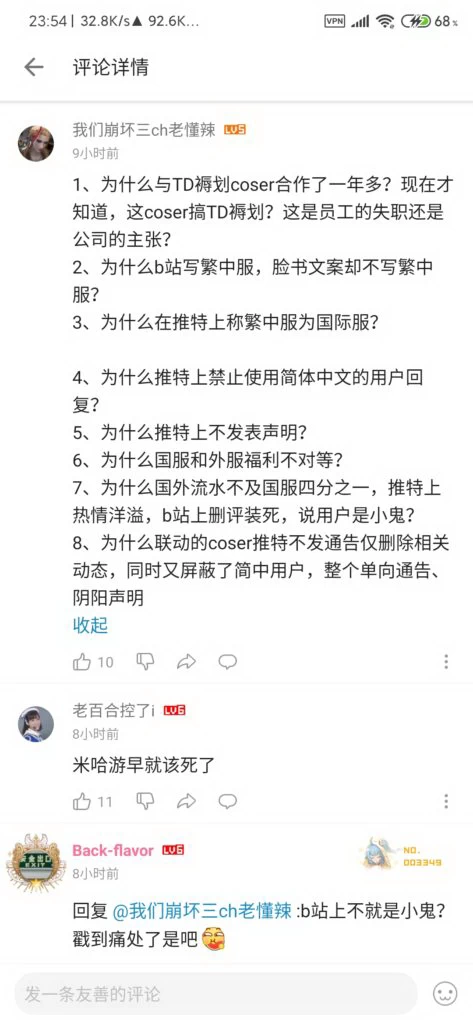 23:54 | 32.8K/s▲ 92.6K...
VPN
68%
评论详情
我们崩坏三ch老懂辣 LV5
9小时前
1、为什么与TD褥划coser合作了一年多？现在才
知道，这coser搞TD褥划？这是员工的失职还是
公司的主张？
2、为什么b站写繁中服，脸书文案却不写繁中
服？
3、为什么在推特上称繁中服为国际服？
4、为什么推特上禁止使用简体中文的用户回
复？
5、为什么推特上不发表声明？
6、为什么国服和外服福利不对等？
7、为什么国外流水不及国服四分之一，推特上
热情洋溢，b站上删评装死，说用户是小鬼？
8、为什么联动的coser推特不发通告仅删除相关
动态，同时又屏蔽了简中用户，整个单向通告、
阴阳声明
收起
10
老百合控了i LV6
8小时前
米哈游早就该死了
11
安全出口
EXIT
Back-flavor LV6
NO.
003349
8小时前
回复 @我们崩坏三ch老懂辣 :b站上不就是小鬼？
戳到痛处了是吧
发一条友善的评论